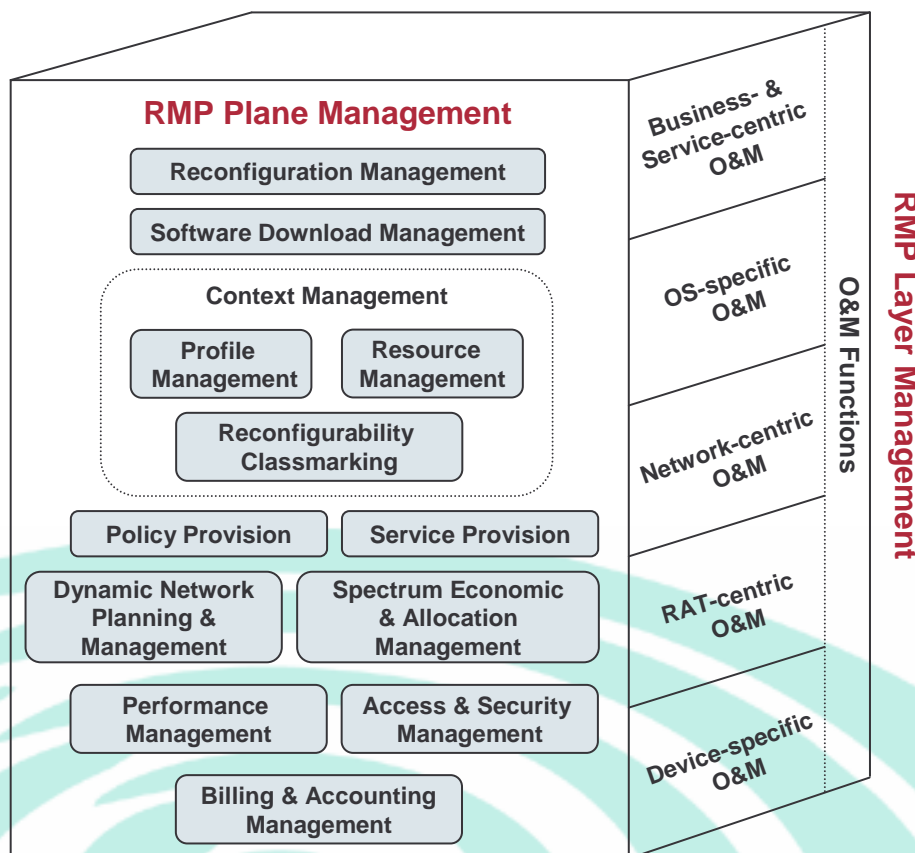 RMP Plane Management
Reconfiguration Management
Software Download Management
Context Management
Profile
Management
Resource
Management
Reconfigurability
Classmarking
Policy Provision
Service Provision
Dynamic Network
Planning &
Management
Spectrum Economic
& Allocation
Management
Performance
Management
Access & Security
Management
Billing & Accounting
Management
Business- &
Service-centric
O&M
OS-specific
O&M
Network-centric
O&M
RAT-centric
O&M
Device-specific
O&M
O&M Functions
RMP Layer Management